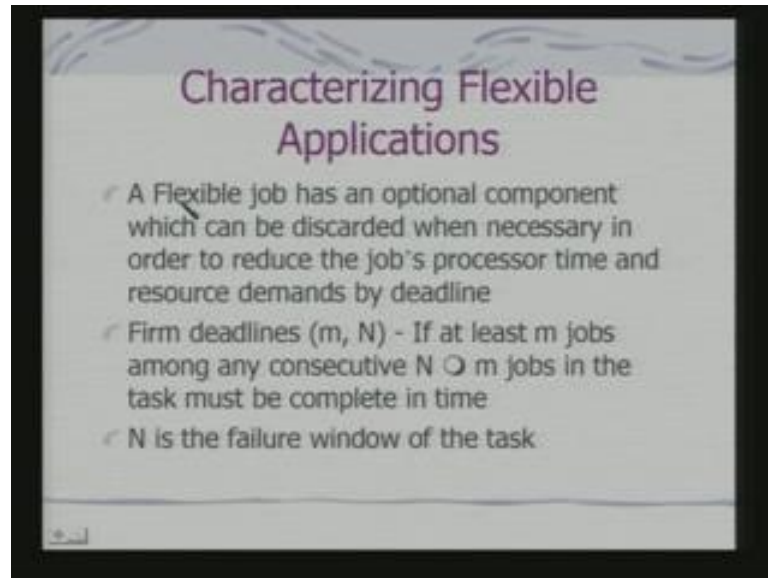 Characterizing Flexible
Applications
A Flexible job has an optional component
which can be discarded when necessary in
order to reduce the job's processor time and
resource demands by deadline
Firm deadlines (m, N) - If at least m jobs
among any consecutive N ❍ m jobs in the
task must be complete in time
N is the failure window of the task